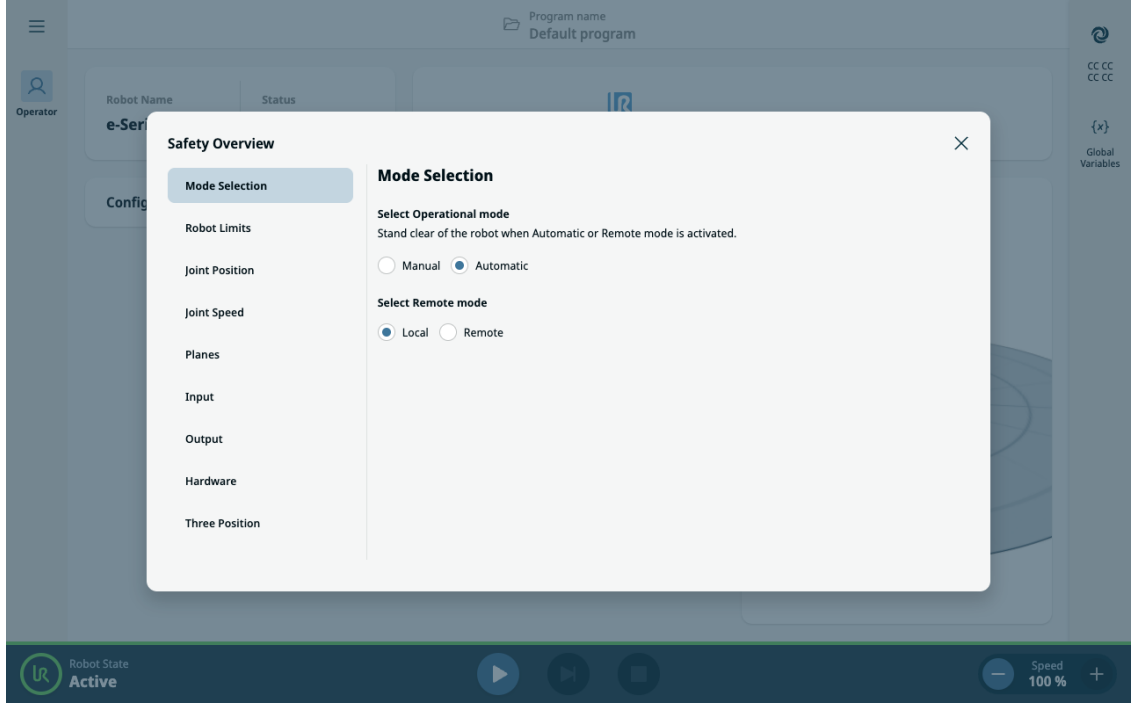 Program name
Default program
Operator
CC CC
CC CC
{x}
Global
Variables
Robot Name
Status
e-Seri
Config
Safety Overview
Mode Selection
Robot Limits
Joint Position
Joint Speed
Planes
Input
Output
Hardware
Three Position
Mode Selection
Select Operational mode
Stand clear of the robot when Automatic or Remote mode is activated.
Manual Automatic
Select Remote mode
Local Remote
Robot State
Active
Speed
100 %